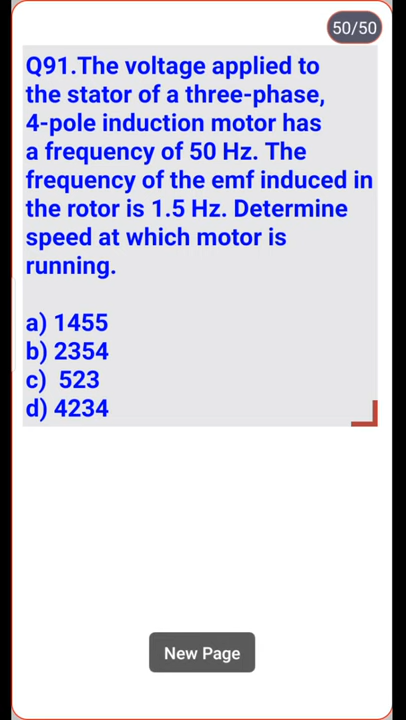 50/50
Q91.The voltage applied to
the stator of a three-phase,
4-pole induction motor has
a frequency of 50 Hz. The
frequency of the emf induced in
the rotor is 1.5 Hz. Determine
speed at which motor is
running.
a) 1455
b) 2354
c) 523
d) 4234
New Page